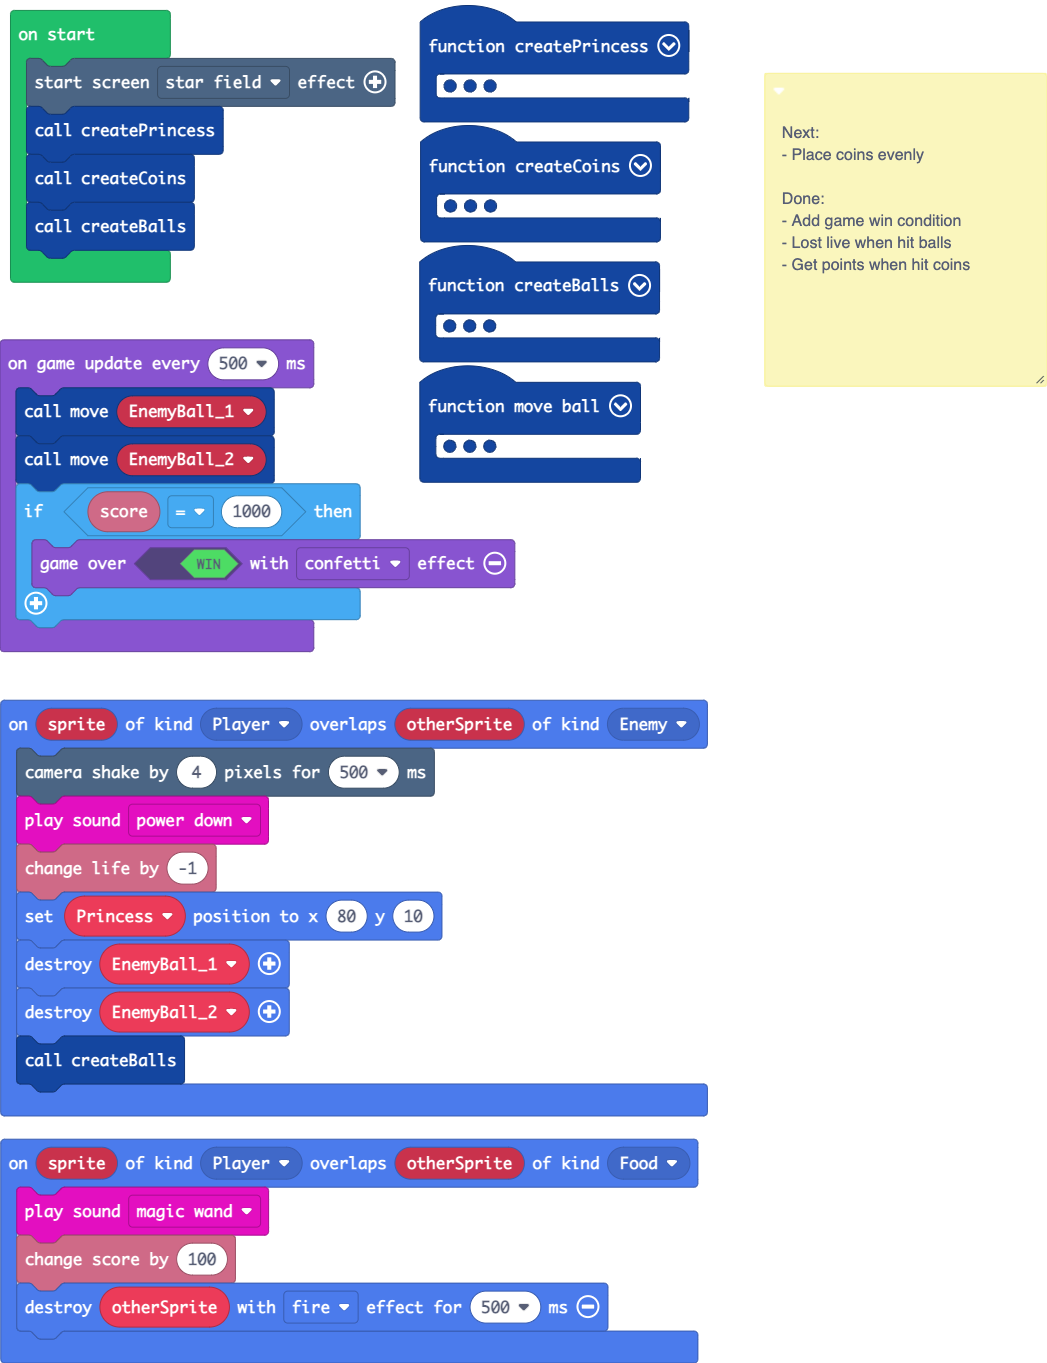 on start
start screen star field effect
call createPrincess
call createCoins
call createBalls
function createPrincess
function createCoins
function createBalls
function move ball
Next:
- Place coins evenly
Done:
- Add game win condition
- Lost live when hit balls
- Get points when hit coins
on game update every 500 ms
call move EnemyBall_1
call move EnemyBall_2
if score = 1000 then
game over WIN with confetti effect
on sprite of kind Player overlaps otherSprite of kind Enemy
camera shake by 4 pixels for 500 ms
play sound power down
change life by -1
set Princess position to x 80 y 10
destroy EnemyBall_1
destroy EnemyBall_2
call createBalls
on sprite of kind Player overlaps otherSprite of kind Food
play sound magic wand
change score by 100
destroy otherSprite with fire effect for 500 ms